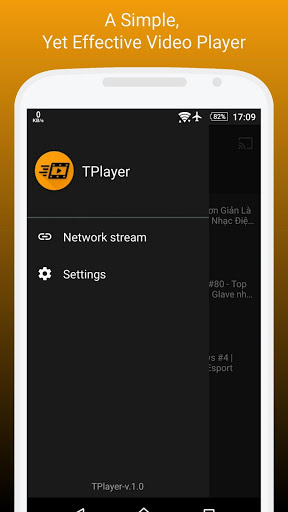 A Simple,
Yet Effective Video Player
0
KB/s
82%
17:09
TPlayer
ơn Giản Là
Nhạc Điệ...
Network stream
Settings
#80 - Top
Glave nh...
s #4 |
Esport
TPlayer-v.1.0